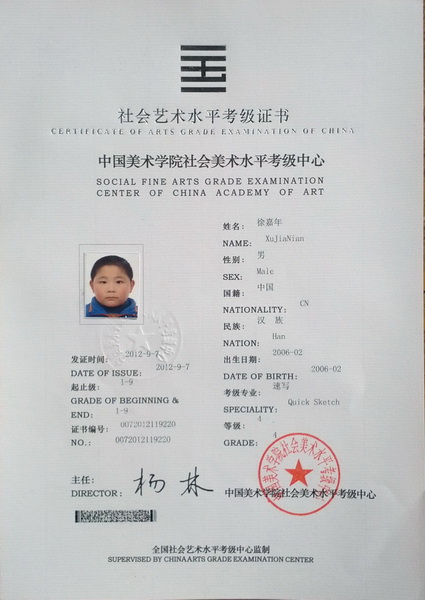 社会艺术水平考级证书
CERTIFICATE OF ARTS GRADE EXAMINATION OF CHINA
中国美术学院社会美术水平考级中心
SOCIAL FINE ARTS GRADE EXAMINATION
CENTER OF CHINA ACADEMY OF ART
姓名: 徐嘉年
NAME: XuJiaNian
性别: 男
SEX: Male
国籍: 中国
NATIONALITY: CN
民族: 汉 族
NATION: Han
出生日期: 2006-02
DATE OF BIRTH: 2006-02
考级专业: 速写
SPECIALITY: Quick Sketch
等级: 4
GRADE: 4
发证时间: 2012-9-7
DATE OF ISSUE: 2012-9-7
起止级: 1-9
GRADE OF BEGINNING &
END: 1-9
证书编号: 0072012119220
NO.: 0072012119220
主任:
DIRECTOR: 杨林
中国美术学院社会美术水平考级中心
中国美术学院社会美术水平考级中心
全国社会艺术水平考级中心监制
SUPERVISED BY CHINA ARTS GRADE EXAMINATION CENTER